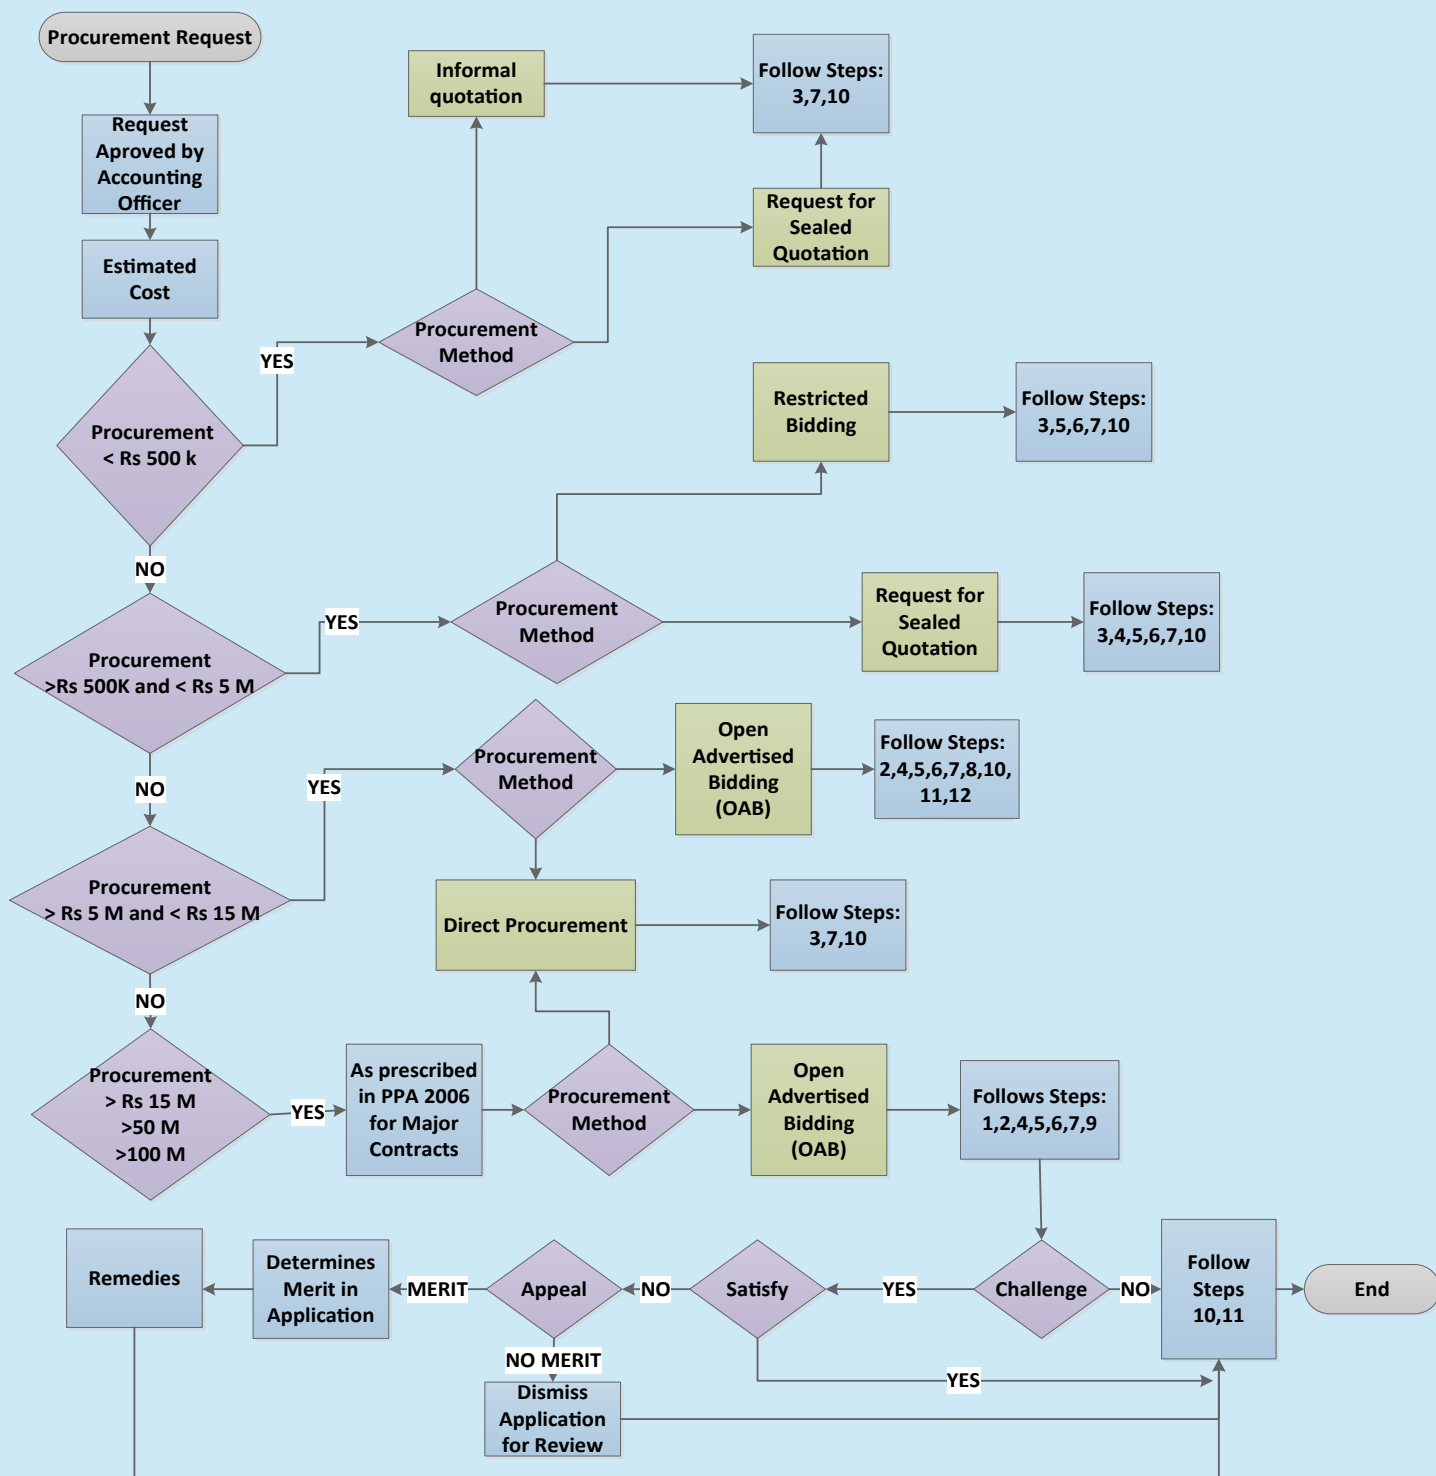 Procurement Request
Request
Aproved by
Accounting
Officer
Estimated
Cost
Procurement
< Rs 500 k
YES
NO
Procurement
Method
Informal
quotation
Follow Steps:
3,7,10
Request for
Sealed
Quotation
Procurement
>Rs 500K and < Rs 5 M
YES
NO
Procurement
Method
Restricted
Bidding
Follow Steps:
3,5,6,7,10
Request for
Sealed
Quotation
Follow Steps:
3,4,5,6,7,10
Procurement
> Rs 5 M and < Rs 15 M
YES
NO
Procurement
Method
Open
Advertised
Bidding
(OAB)
Follow Steps:
2,4,5,6,7,8,10,
11,12
Direct Procurement
Follow Steps:
3,7,10
Procurement
> Rs 15 M
>50 M
>100 M
YES
As prescribed
in PPA 2006
for Major
Contracts
Procurement
Method
Open
Advertised
Bidding
(OAB)
Follows Steps:
1,2,4,5,6,7,9
Challenge
YES
NO
Satisfy
NO
YES
Appeal
MERIT
NO MERIT
Determines
Merit in
Application
Remedies
Dismiss
Application
for Review
Follow
Steps
10,11
End